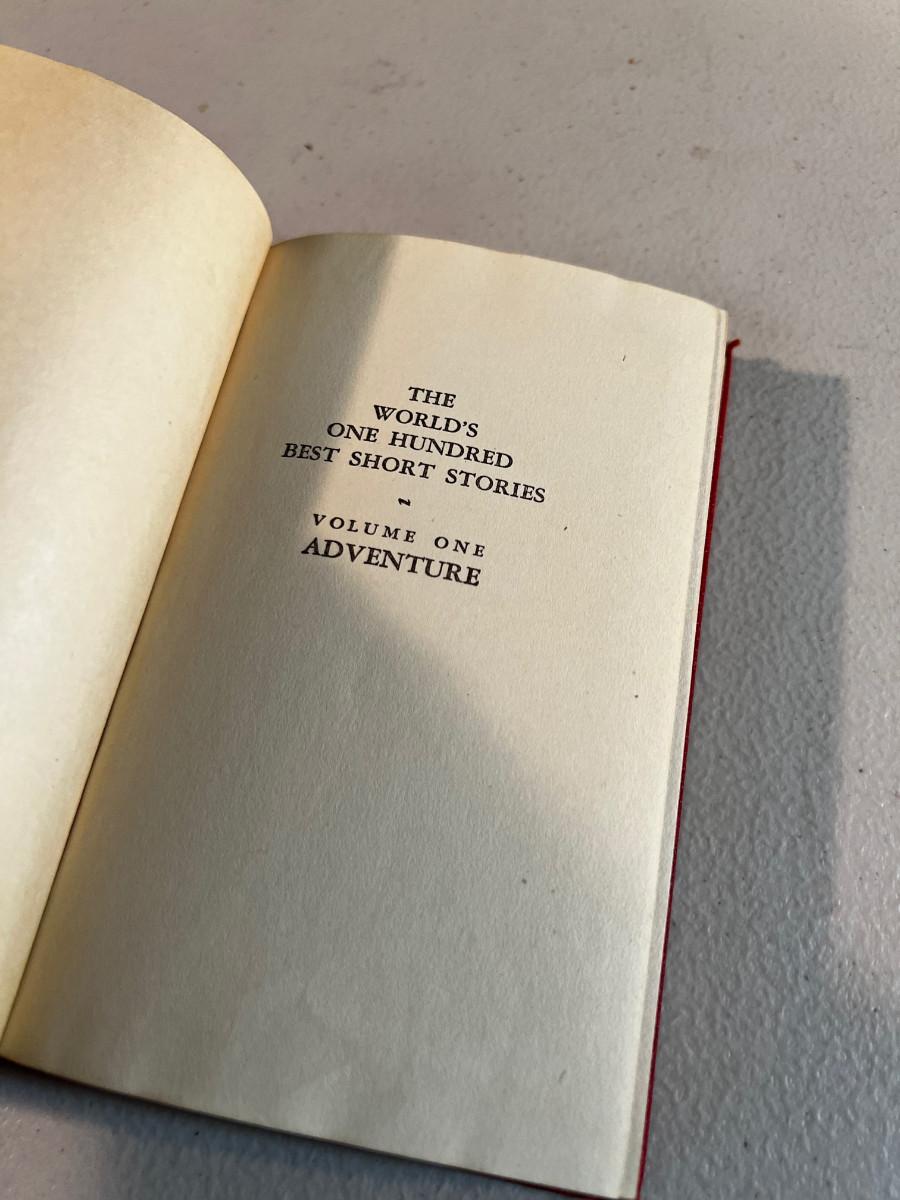 THE
WORLD'S
ONE HUNDRED
BEST SHORT STORIES
VOLUME ONE
ADVENTURE